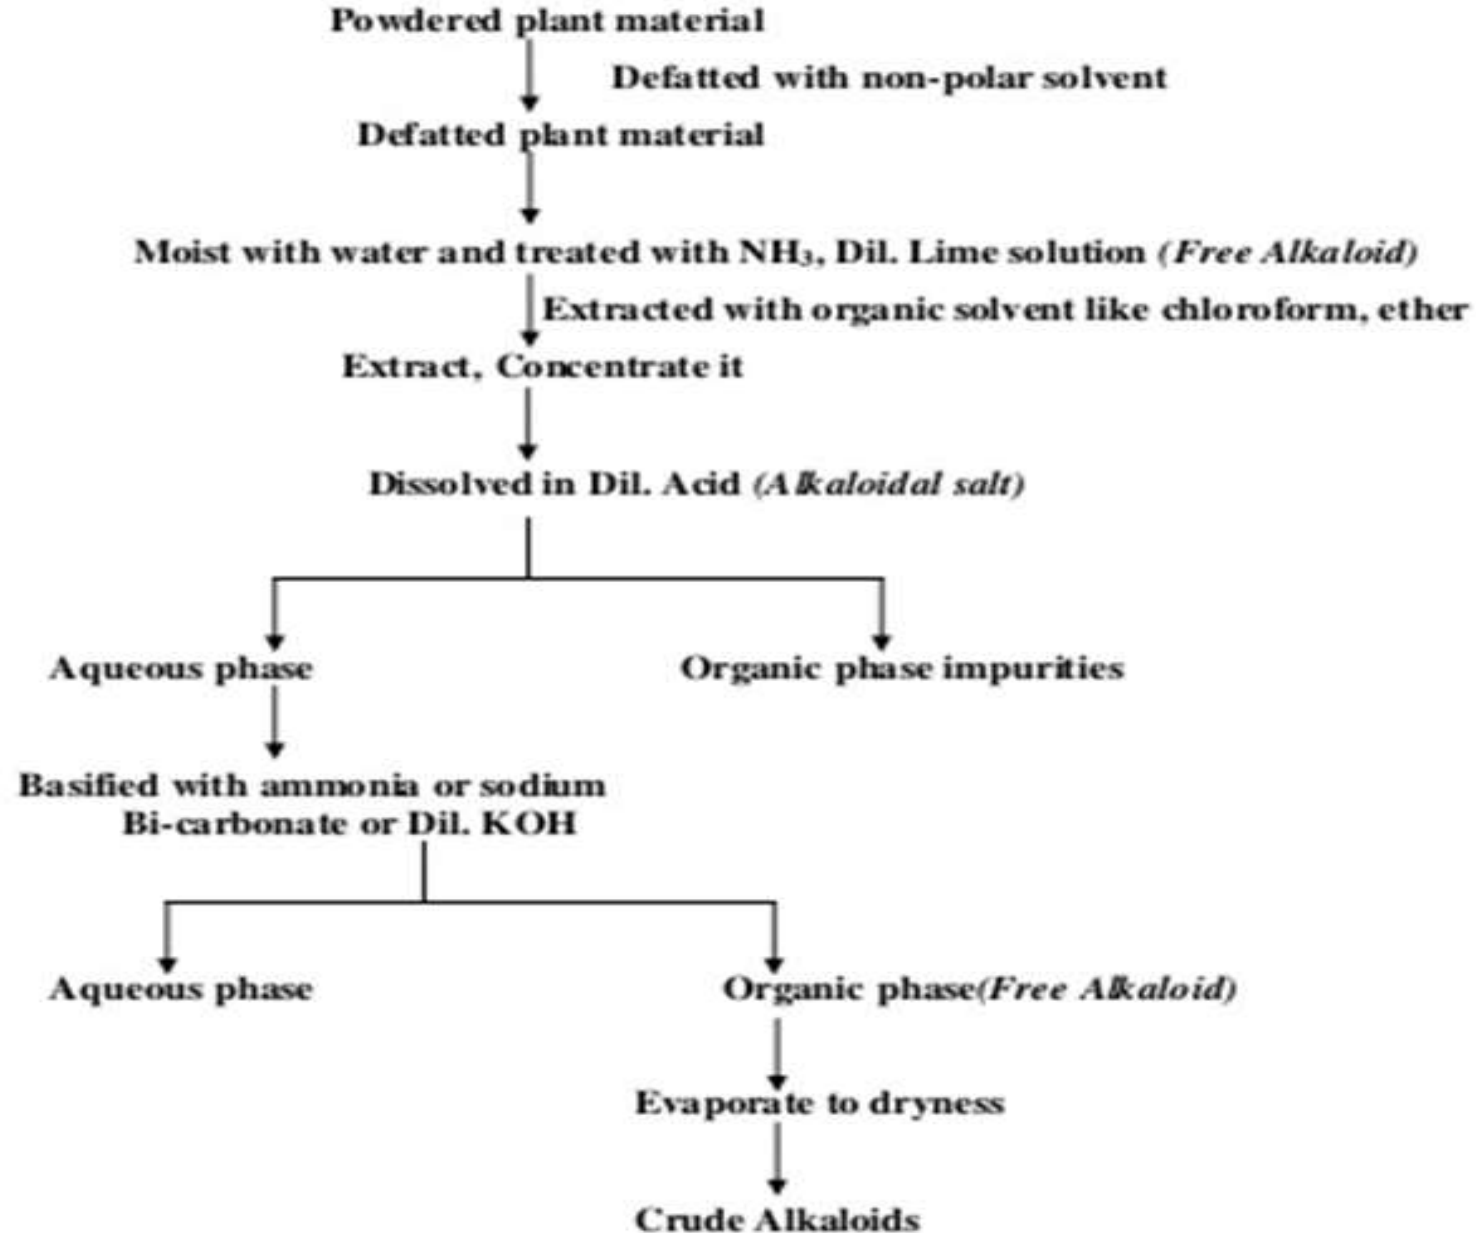 Powdered plant material
Defatted with non-polar solvent
Defatted plant material
Moist with water and treated with NH₃, Dil. Lime solution (Free Alkaloid)
Extracted with organic solvent like chloroform, ether
Extract, Concentrate it
Dissolved in Dil. Acid (Alkaloidal salt)
Aqueous phase
Organic phase impurities
Basified with ammonia or sodium
Bi-carbonate or Dil. KOH
Aqueous phase
Organic phase(Free Alkaloid)
Evaporate to dryness
Crude Alkaloids